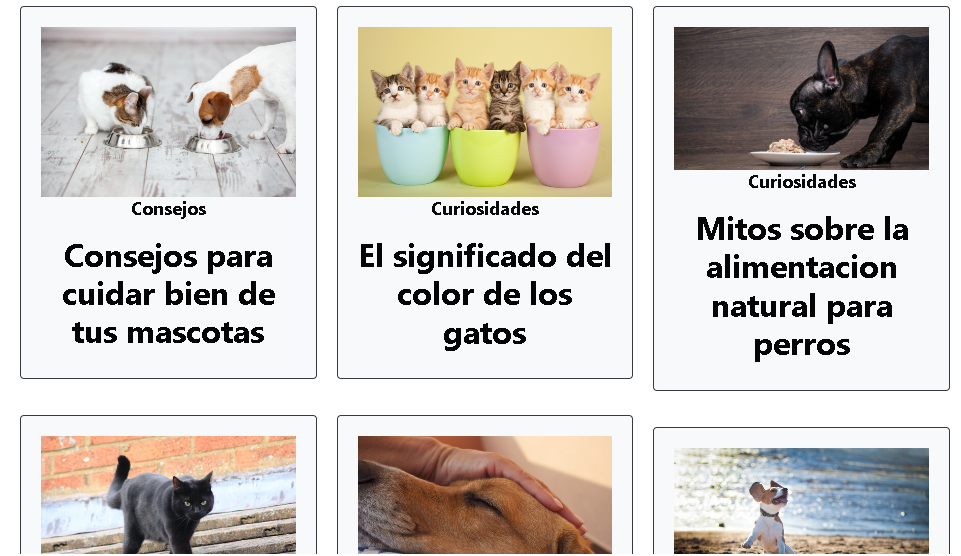 Consejos
Consejos para
cuidar bien de
tus mascotas
Curiosidades
El significado del
color de los
gatos
Curiosidades
Mitos sobre la
alimentacion
natural para
perros